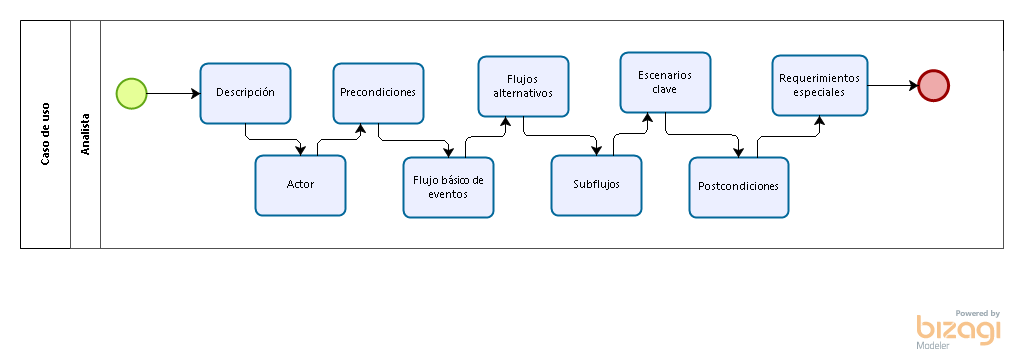 Caso de uso
Analista
Descripción
Actor
Precondiciones
Flujo básico de
eventos
Flujos
alternativos
Subflujos
Escenarios
clave
Postcondiciones
Requerimientos
especiales
Powered by
bizagi
Modeler